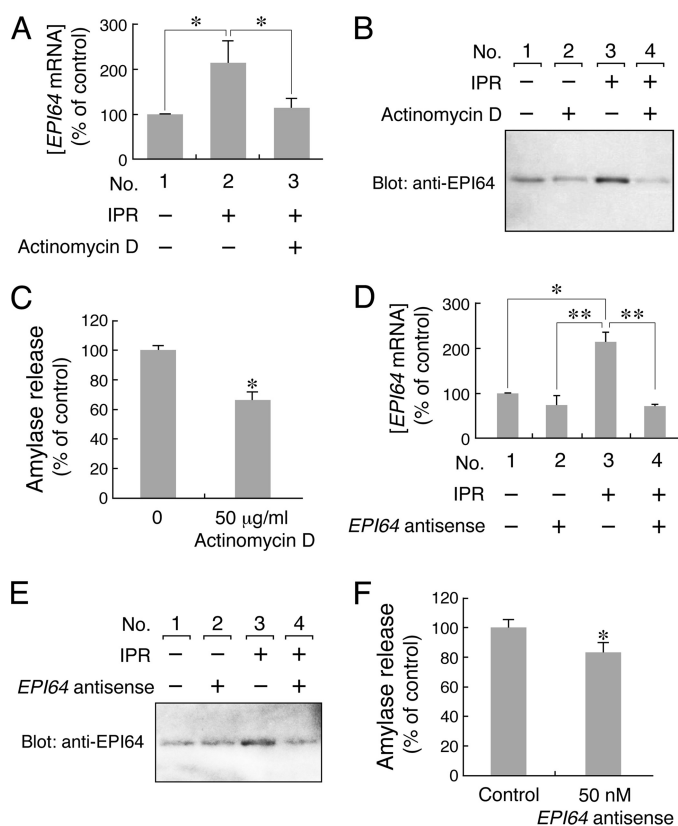 A
[EPI64 mRNA]
(% of control)
300
200
100
0
*
*
No. 1 2 3
IPR – + +
Actinomycin D – – +
B
No. 1 2 3 4
IPR – – + +
Actinomycin D – + – +
Blot: anti-EPI64
C
Amylase release
(% of control)
120
100
80
60
40
20
0
*
0 50 µg/ml
Actinomycin D
D
[EPI64 mRNA]
(% of control)
300
200
100
0
*
** **
No. 1 2 3 4
IPR – – + +
EPI64 antisense – + – +
E
No. 1 2 3 4
IPR – – + +
EPI64 antisense – + – +
Blot: anti-EPI64
F
Amylase release
(% of control)
120
100
80
60
40
20
0
*
Control 50 nM
EPI64 antisense